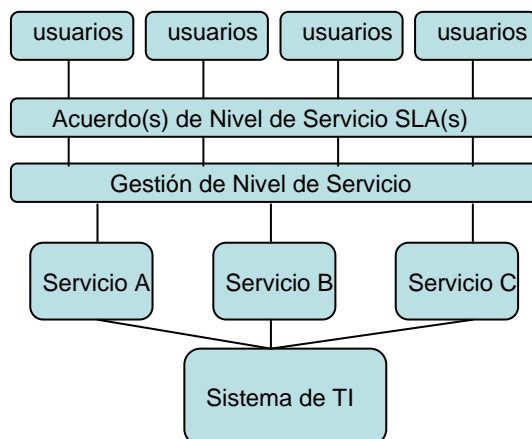 usuarios usuarios usuarios usuarios
Acuerdo(s) de Nivel de Servicio SLA(s)
Gestión de Nivel de Servicio
Servicio A Servicio B Servicio C
Sistema de TI